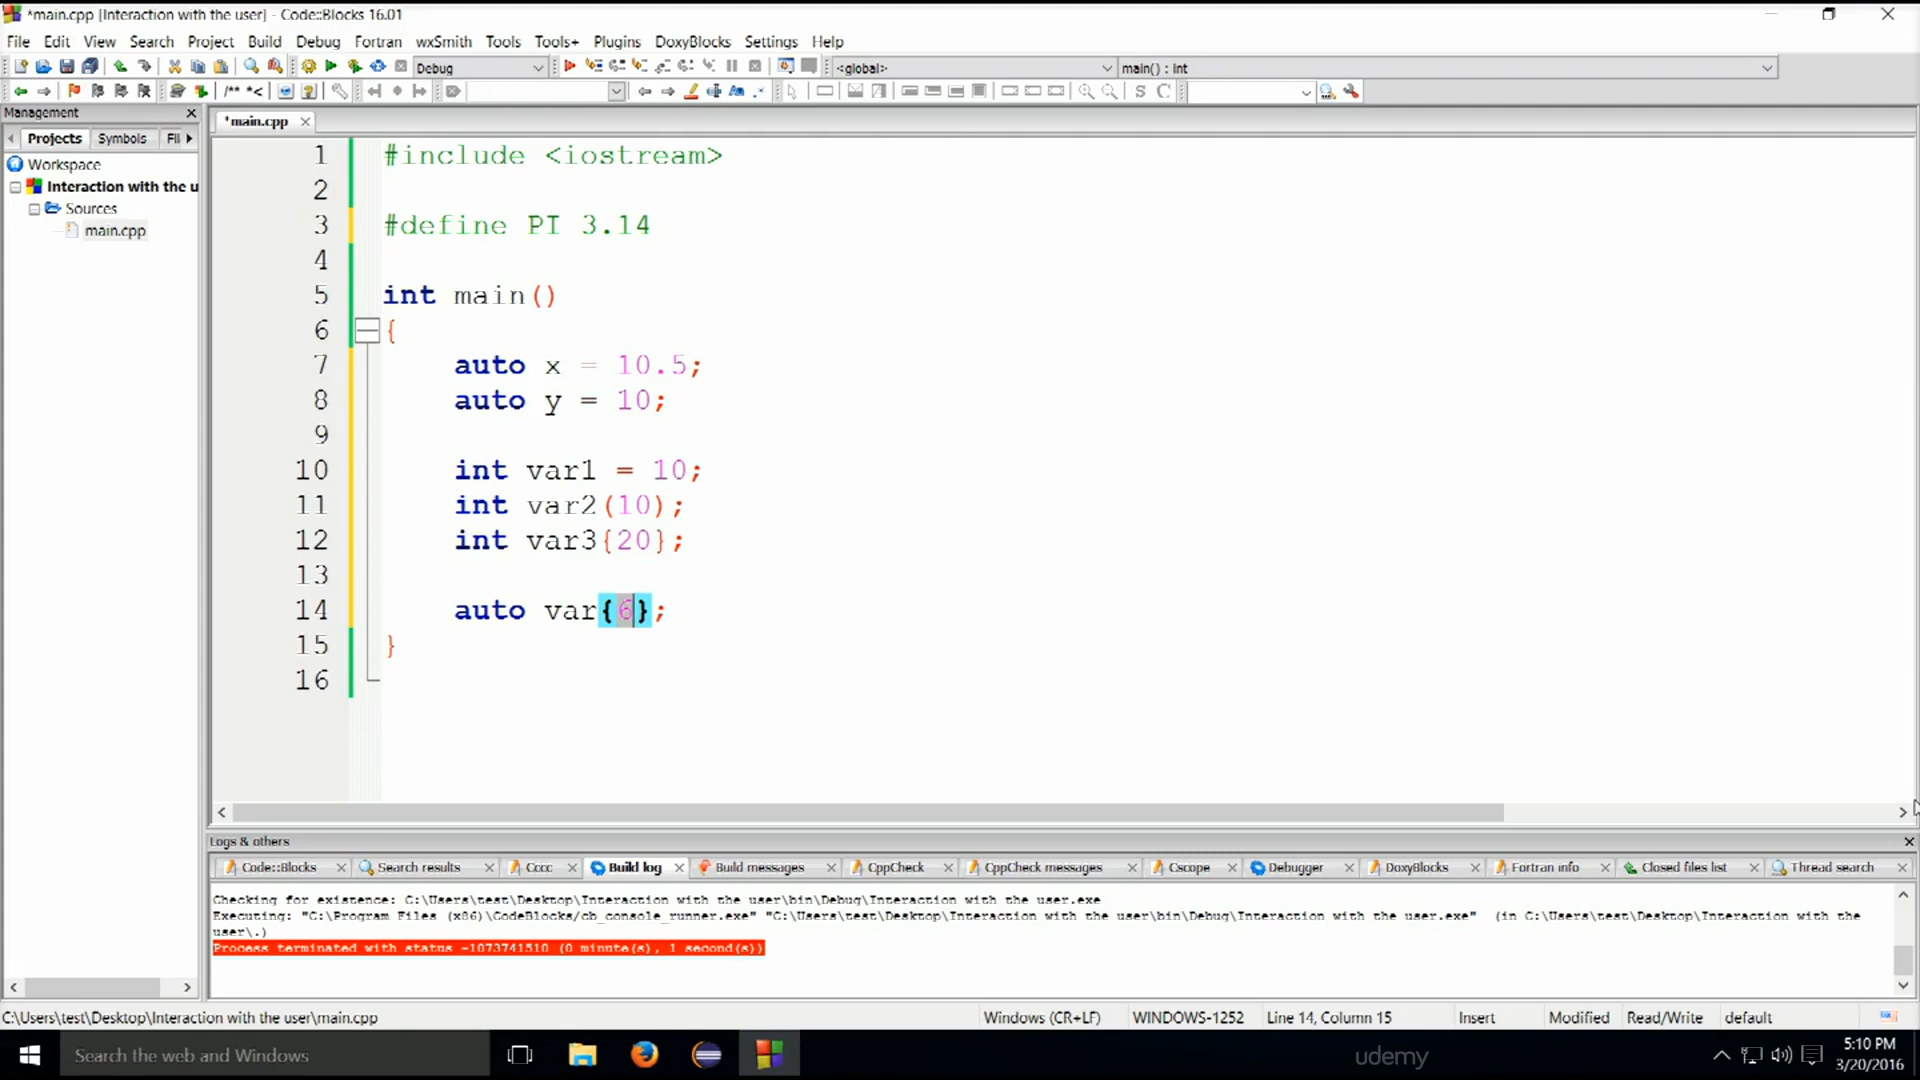 *main.cpp [Interaction with the user] - Code::Blocks 16.01
File Edit View Search Project Build Debug Fortran wxSmith Tools Tools+ Plugins DoxyBlocks Settings Help
Debug <global> main() : int
/** *< Aa .* S C
Management
Projects Symbols Fil
*main.cpp
Workspace
Interaction with the u
Sources
main.cpp
1 #include <iostream>
2
3 #define PI 3.14
4
5 int main()
6 {
7 auto x = 10.5;
8 auto y = 10;
9
10 int var1 = 10;
11 int var2(10);
12 int var3{20};
13
14 auto var{6};
15 }
16
Logs & others
Code::Blocks Search results Cccc Build log Build messages CppCheck CppCheck messages Cscope Debugger DoxyBlocks Fortran info Closed files list Thread search
Checking for existence: C:\Users\test\Desktop\Interaction with the user\bin\Debug\Interaction with the user.exe
Executing: "C:\Program Files (x86)\CodeBlocks/cb_console_runner.exe" "C:\Users\test\Desktop\Interaction with the user\bin\Debug\Interaction with the user.exe" (in C:\Users\test\Desktop\Interaction with the
user\.)
Process terminated with status -1073741510 (0 minute(s), 1 second(s))
C:\Users\test\Desktop\Interaction with the user\main.cpp Windows (CR+LF) WINDOWS-1252 Line 14, Column 15 Insert Modified Read/Write default
Search the web and Windows
udemy
5:10 PM
3/20/2016